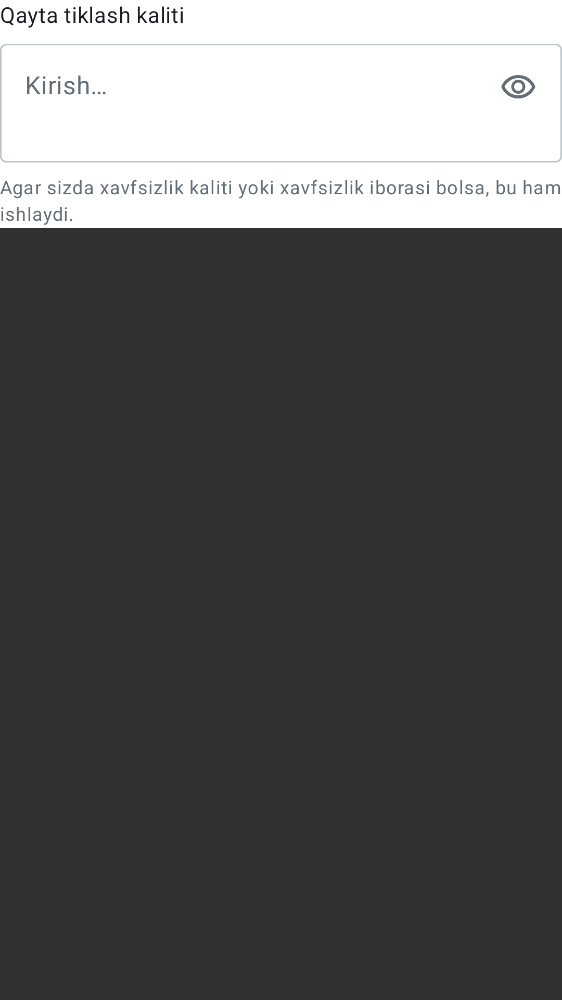 Qayta tiklash kaliti
Kirish…
Agar sizda xavfsizlik kaliti yoki xavfsizlik iborasi bolsa, bu ham
ishlaydi.